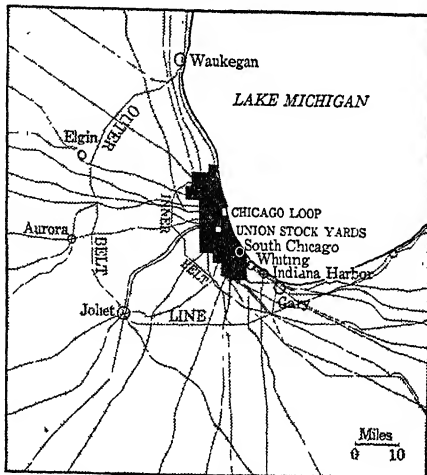 Waukegan
LAKE MICHIGAN
OUTER
Elgin
INNER
CHICAGO LOOP
UNION STOCK YARDS
South Chicago
Aurora
Whiting
BELT
BELT
Indiana Harbor
Gary
Joliet
LINE
Miles
0 10